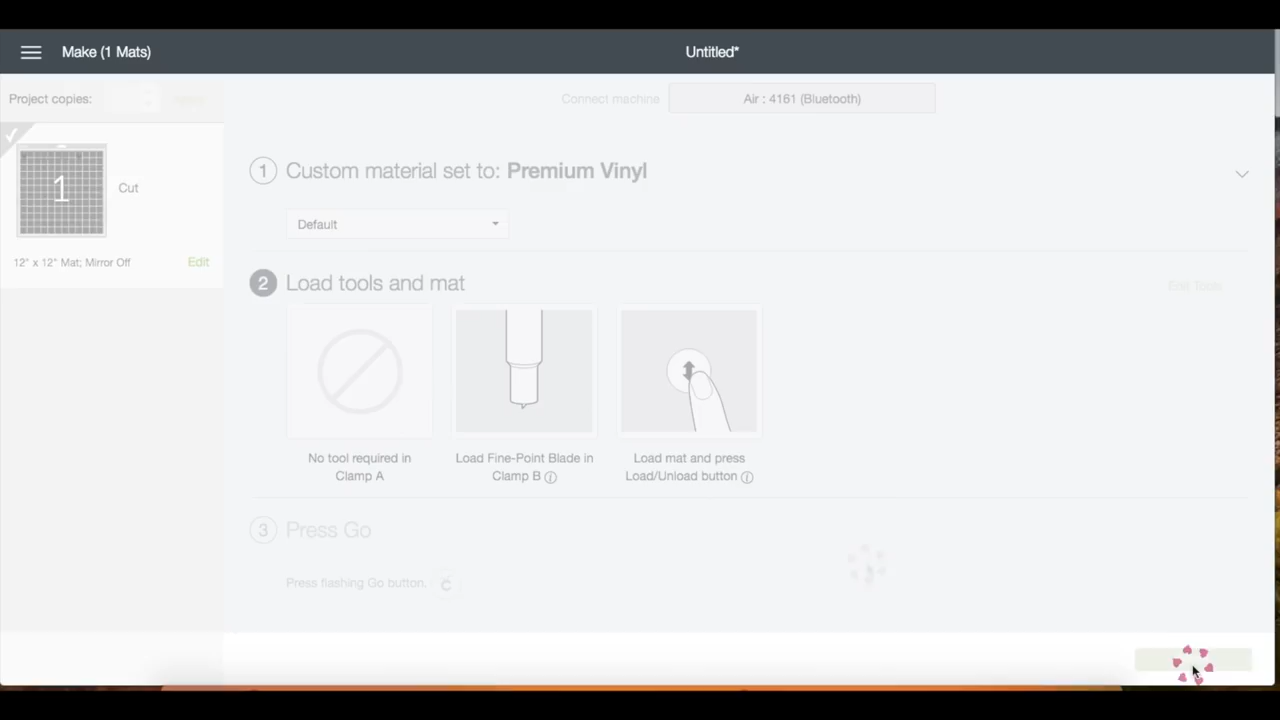 Make (1 Mats)
Untitled*
Project copies:
Connect machine
Air : 4161 (Bluetooth)
1
Cut
12" x 12" Mat; Mirror Off
Edit
1 Custom material set to: Premium Vinyl
Default
2 Load tools and mat
Edit Tools
No tool required in
Clamp A
Load Fine-Point Blade in
Clamp B i
Load mat and press
Load/Unload button i
3 Press Go
Press flashing Go button.